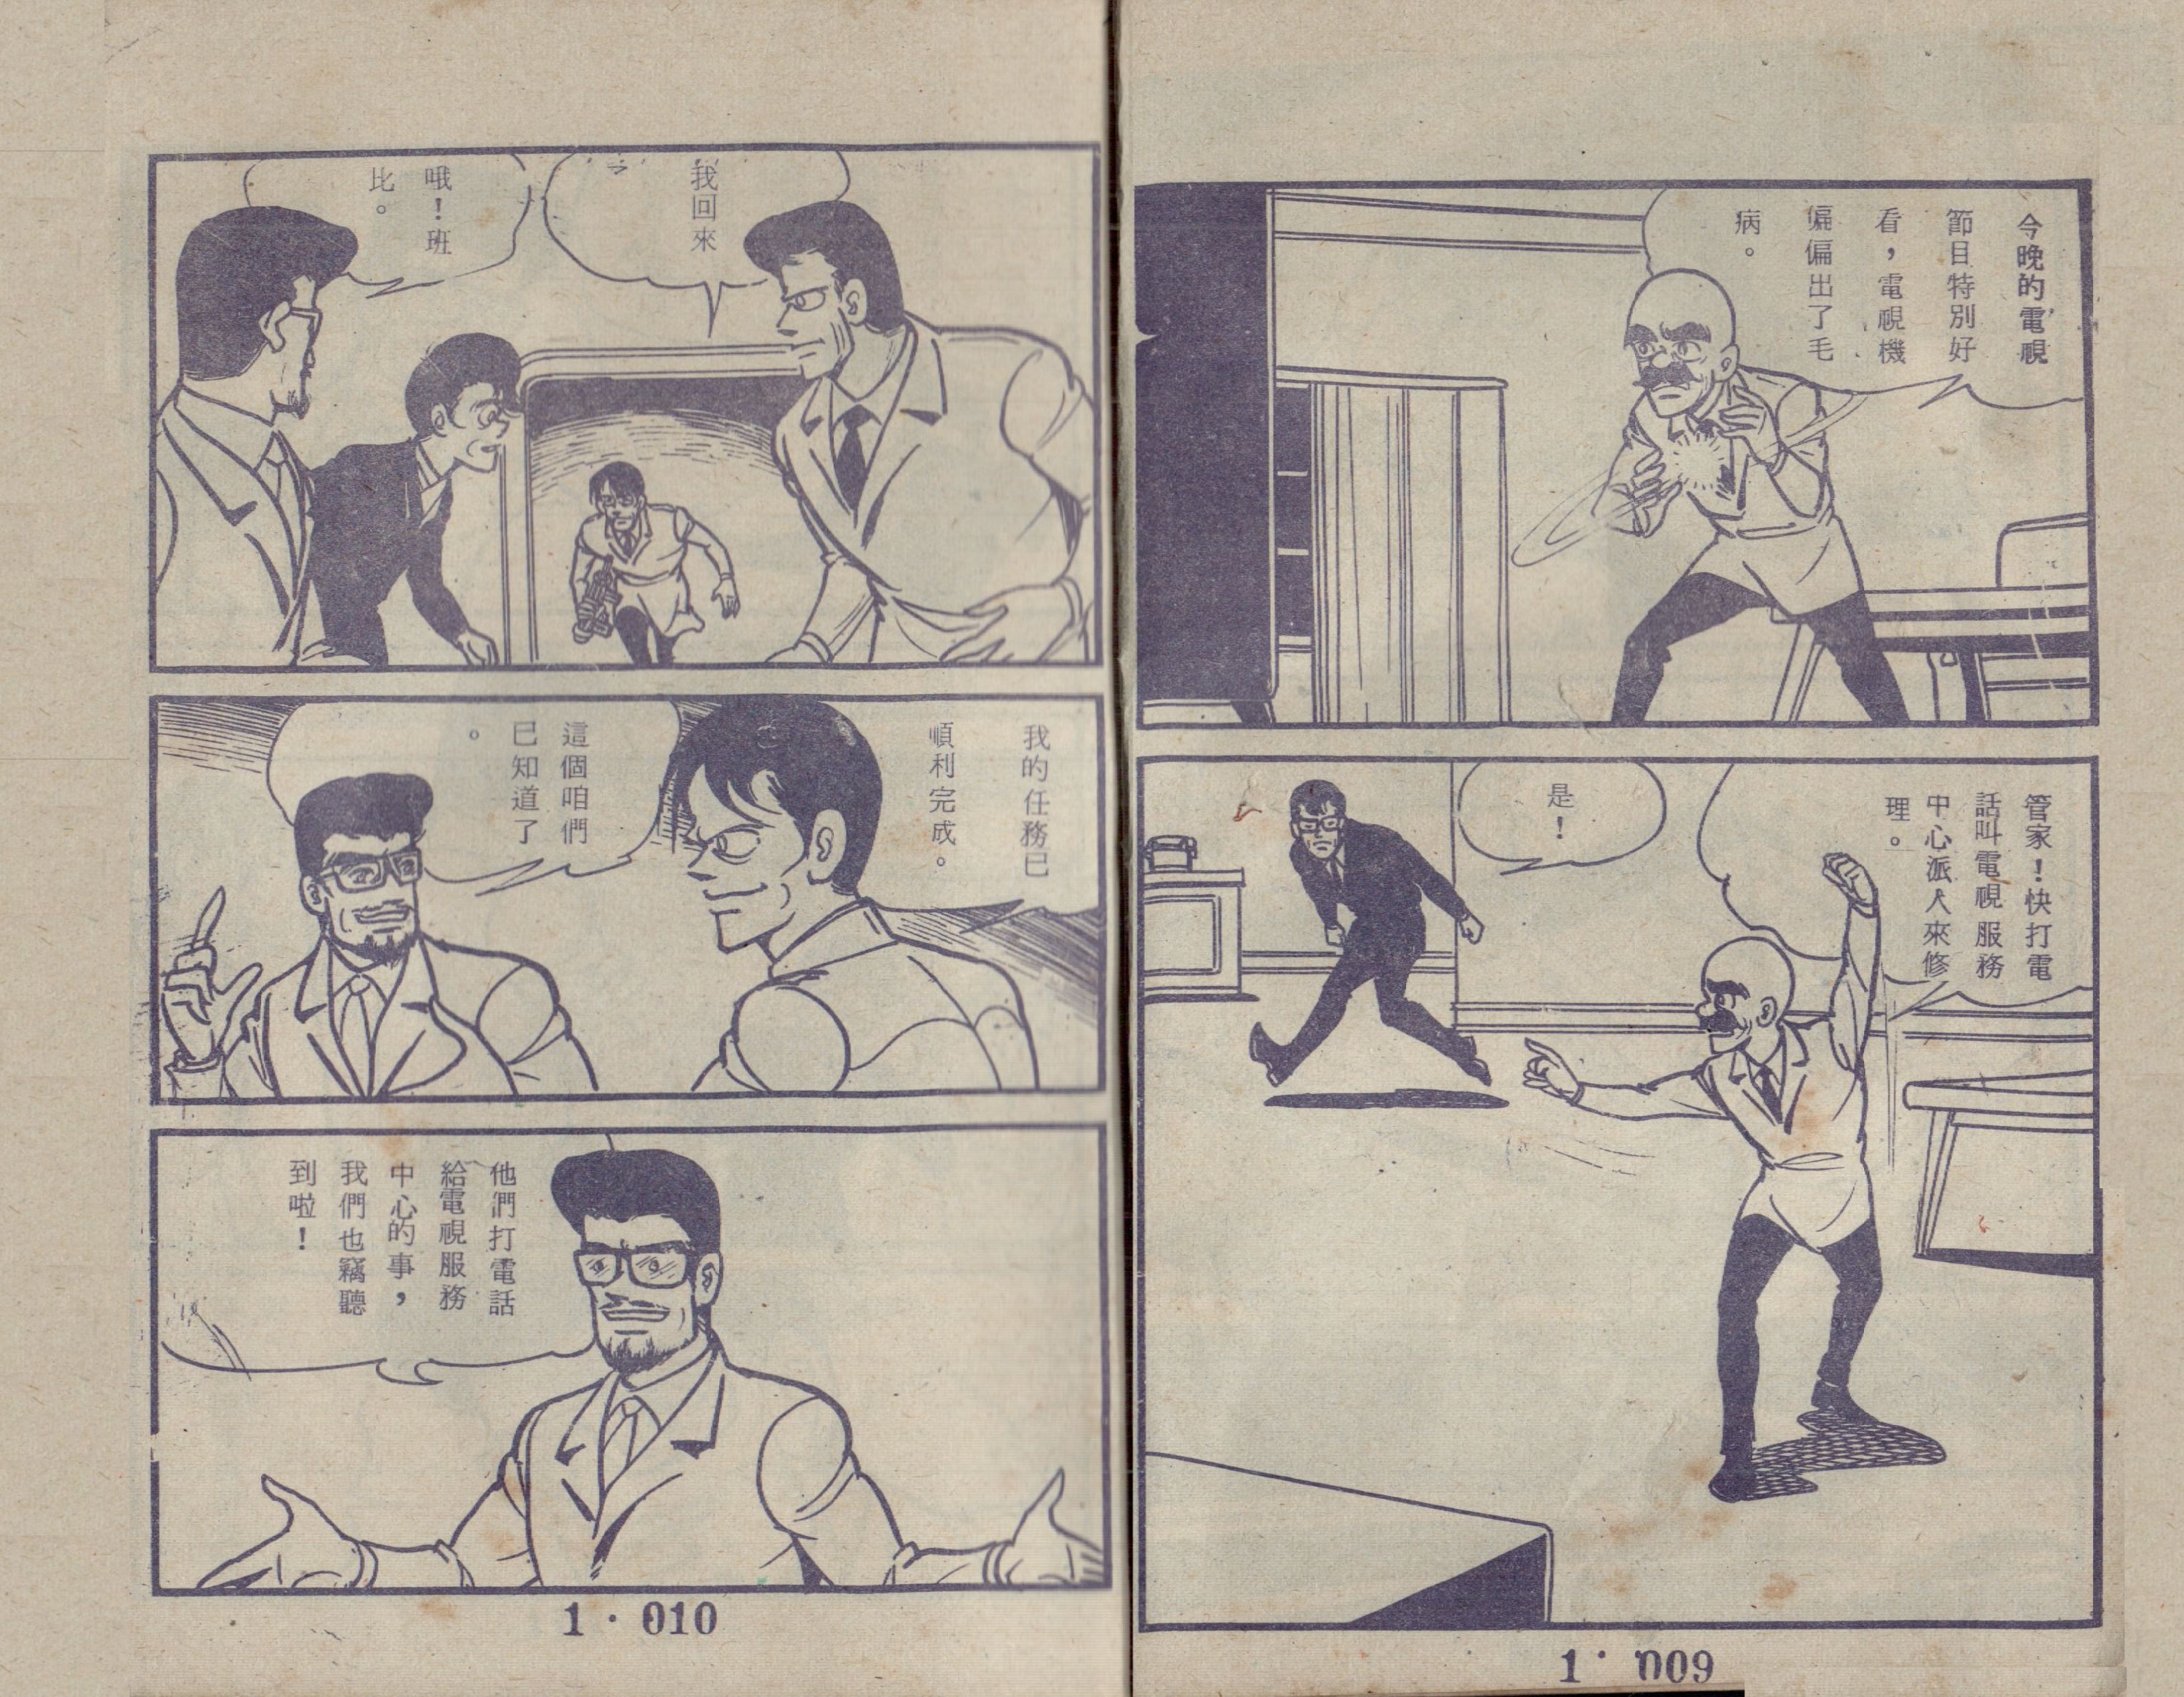 今晚的電視
節目特別好
看，電視機
偏偏出了毛
病。
管家！快打電
話叫電視服務
中心派人來修
理。
是！
1·009
我回來
哦！班
比。
我的任務已
順利完成。
這個咱們
已知道了
。
他們打電話
給電視服務
中心的事，
我們也竊聽
到啦！
1·010